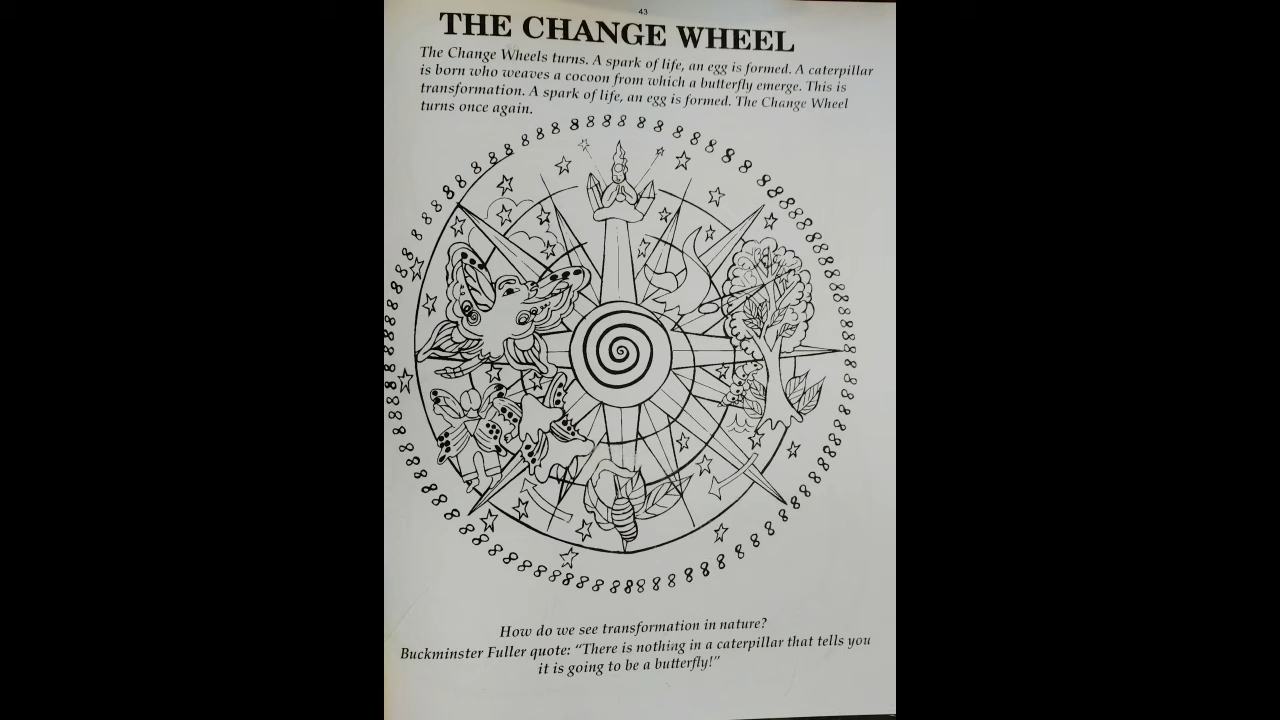 43
THE CHANGE WHEEL
The Change Wheels turns. A spark of life, an egg is formed. A caterpillar
is born who weaves a cocoon from which a butterfly emerge. This is
transformation. A spark of life, an egg is formed. The Change Wheel
turns once again.
How do we see transformation in nature?
Buckminster Fuller quote: “There is nothing in a caterpillar that tells you
it is going to be a butterfly!”